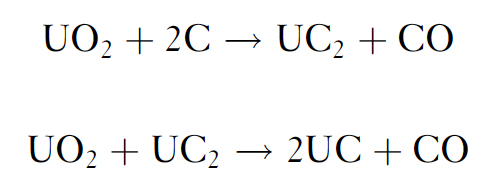 UO₂ + 2C → UC₂ + CO
UO₂ + UC₂ → 2UC + CO